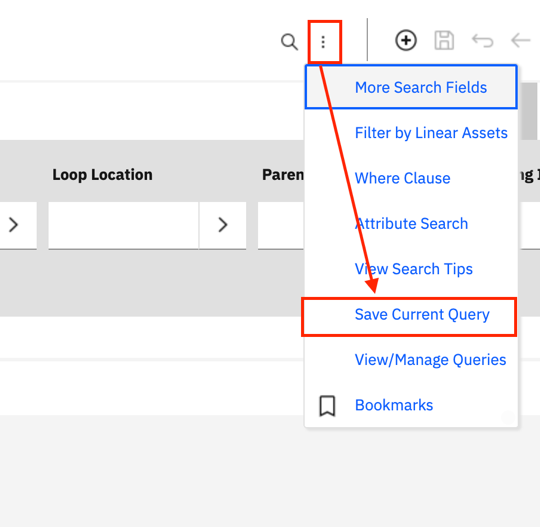 More Search Fields
Filter by Linear Assets
Loop Location
Paren
Where Clause
Attribute Search
View Search Tips
Save Current Query
View/Manage Queries
Bookmarks